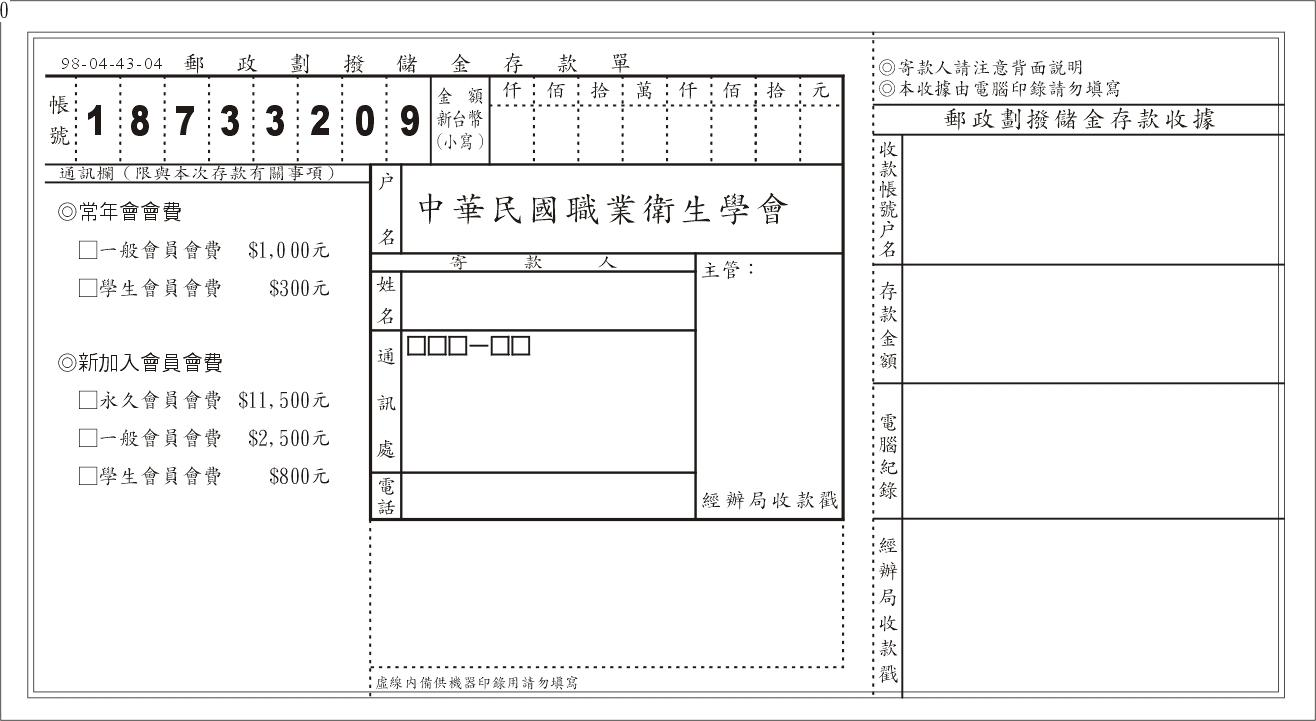 0
98-04-43-04 郵政劃撥儲金存款單
帳號
1 8 7 3 3 2 0 9
金額
新台幣
(小寫)
仟 佰 拾 萬 仟 佰 拾 元
通訊欄（限與本次存款有關事項）
◎常年會會費
□一般會員會費 $1,000元
□學生會員會費 $300元
◎新加入會員會費
□永久會員會費 $11,500元
□一般會員會費 $2,500元
□學生會員會費 $800元
户名
中華民國職業衛生學會
寄款人
姓名
通訊處
□□□—□□
電話
主管：
經辦局收款戳
虛線內備供機器印錄用請勿填寫
◎寄款人請注意背面說明
◎本收據由電腦印錄請勿填寫
郵政劃撥儲金存款收據
收款帳號户名
存款金額
電腦紀錄
經辦局收款戳